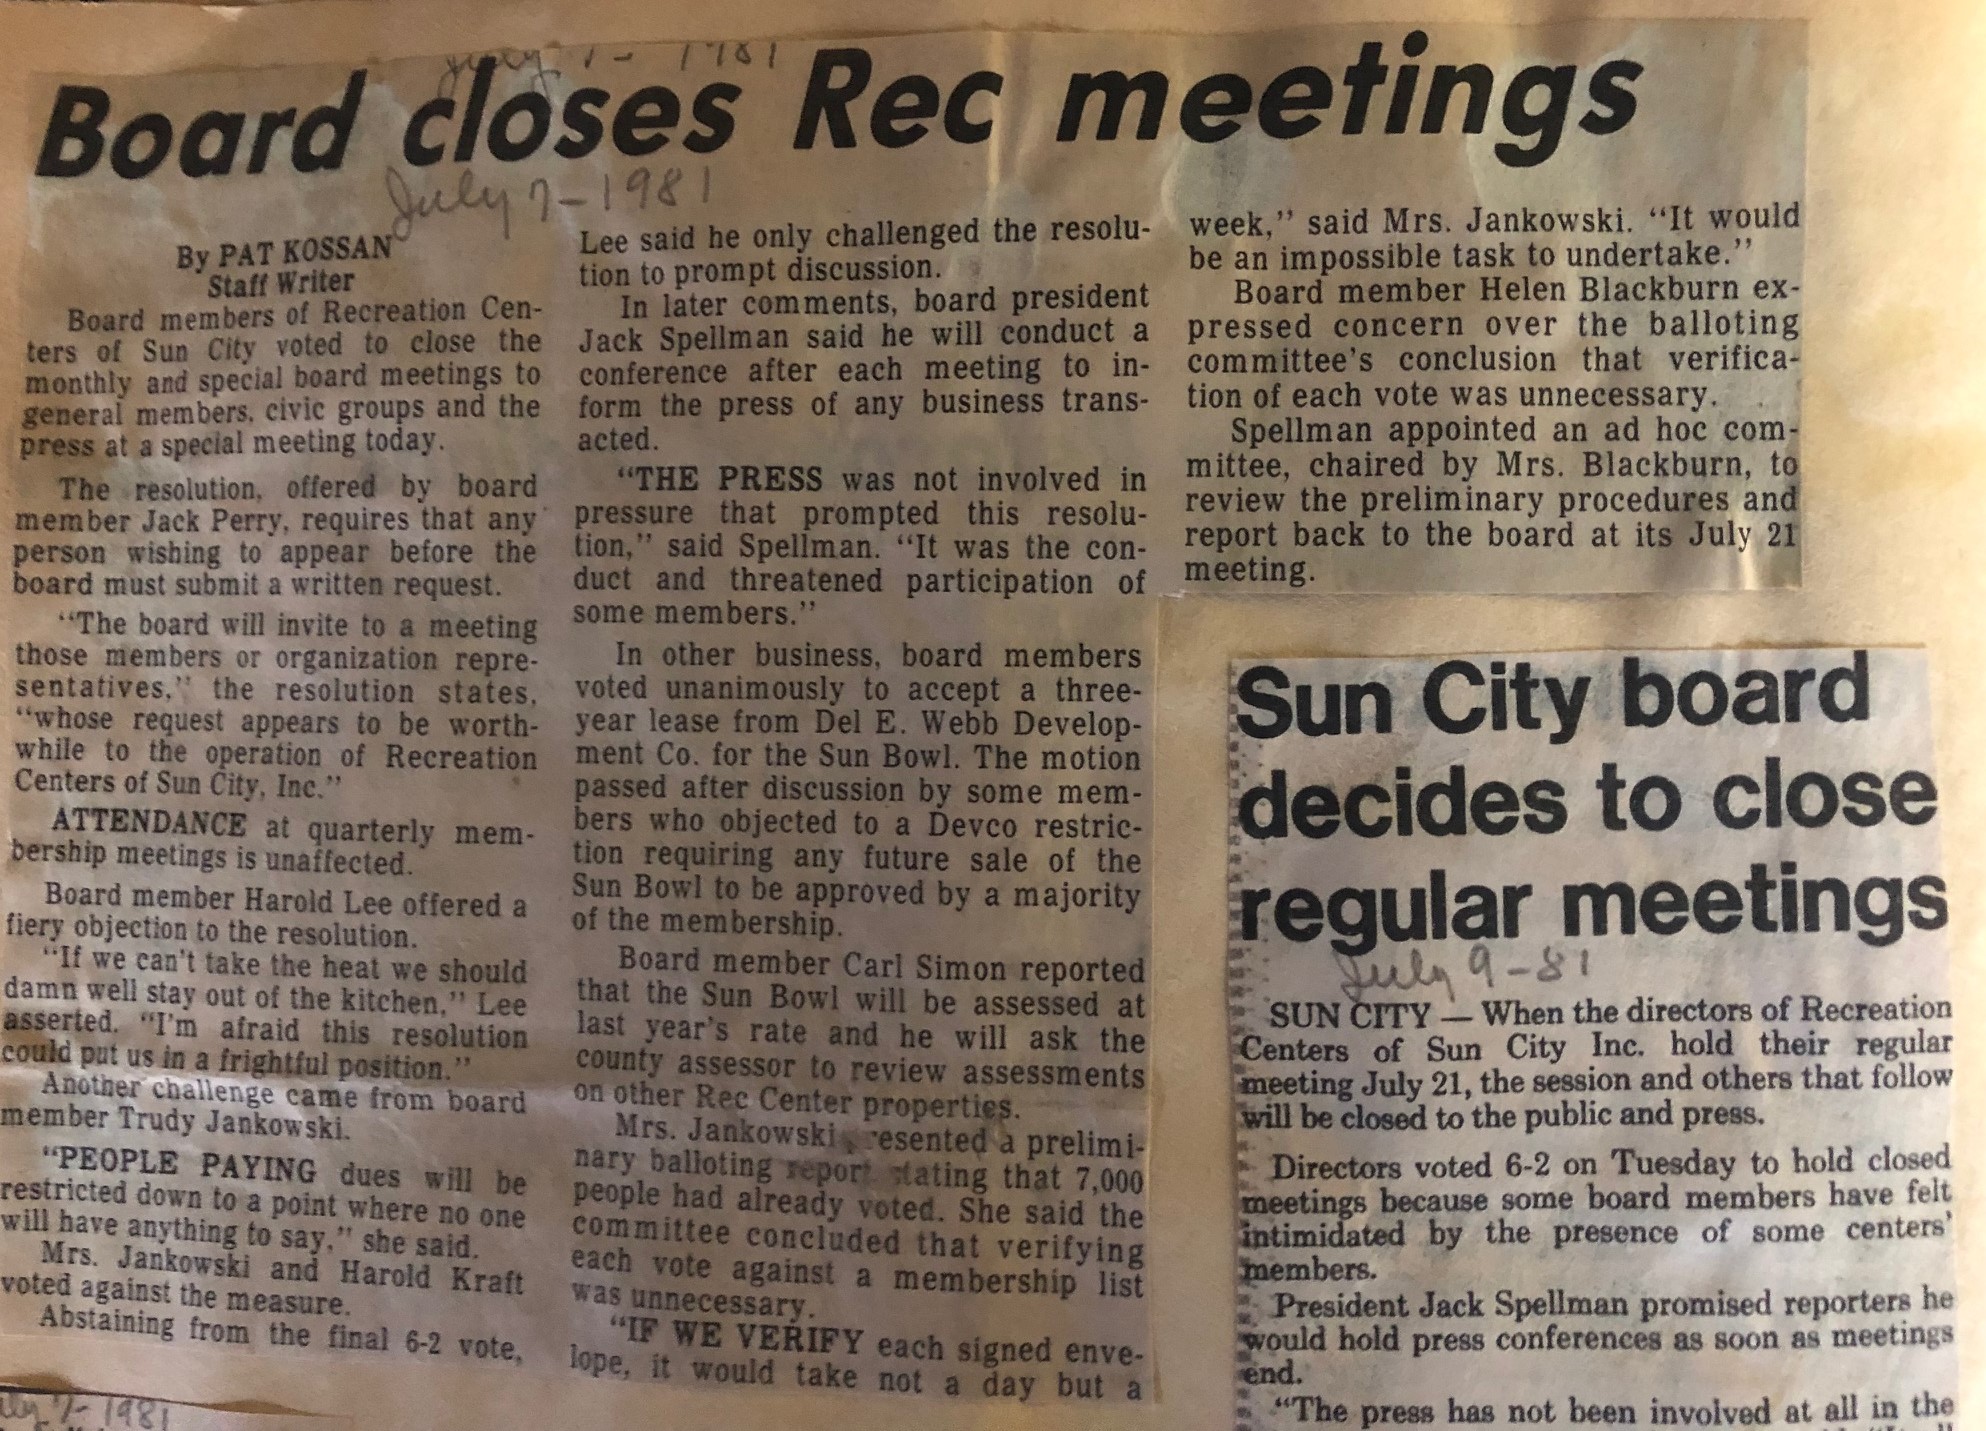 July 7- 1981
Board closes Rec meetings
July 7-1981
By PAT KOSSAN
Staff Writer
Board members of Recreation Cen-
ters of Sun City voted to close the
monthly and special board meetings to
general members, civic groups and the
press at a special meeting today.
The resolution, offered by board
member Jack Perry, requires that any
person wishing to appear before the
board must submit a written request.
“The board will invite to a meeting
those members or organization repre-
sentatives,” the resolution states,
“whose request appears to be worth-
while to the operation of Recreation
Centers of Sun City, Inc.”
ATTENDANCE at quarterly mem-
bership meetings is unaffected.
Board member Harold Lee offered a
fiery objection to the resolution.
“If we can't take the heat we should
damn well stay out of the kitchen,” Lee
asserted. “I'm afraid this resolution
could put us in a frightful position.”
Another challenge came from board
member Trudy Jankowski.
“PEOPLE PAYING dues will be
restricted down to a point where no one
will have anything to say,” she said.
Mrs. Jankowski and Harold Kraft
voted against the measure.
Abstaining from the final 6-2 vote,
Lee said he only challenged the resolu-
tion to prompt discussion.
In later comments, board president
Jack Spellman said he will conduct a
conference after each meeting to in-
form the press of any business trans-
acted.
“THE PRESS was not involved in
pressure that prompted this resolu-
tion,” said Spellman. “It was the con-
duct and threatened participation of
some members.”
In other business, board members
voted unanimously to accept a three-
year lease from Del E. Webb Develop-
ment Co. for the Sun Bowl. The motion
passed after discussion by some mem-
bers who objected to a Devco restric-
tion requiring any future sale of the
Sun Bowl to be approved by a majority
of the membership.
Board member Carl Simon reported
that the Sun Bowl will be assessed at
last year's rate and he will ask the
county assessor to review assessments
on other Rec Center properties.
Mrs. Jankowski presented a prelimi-
nary balloting report stating that 7,000
people had already voted. She said the
committee concluded that verifying
each vote against a membership list
was unnecessary.
“IF WE VERIFY each signed enve-
lope, it would take not a day but a
week,” said Mrs. Jankowski. “It would
be an impossible task to undertake.”
Board member Helen Blackburn ex-
pressed concern over the balloting
committee's conclusion that verifica-
tion of each vote was unnecessary.
Spellman appointed an ad hoc com-
mittee, chaired by Mrs. Blackburn, to
review the preliminary procedures and
report back to the board at its July 21
meeting.
Sun City board
decides to close
regular meetings
July 9-81
SUN CITY — When the directors of Recreation
Centers of Sun City Inc. hold their regular
meeting July 21, the session and others that follow
will be closed to the public and press.
Directors voted 6-2 on Tuesday to hold closed
meetings because some board members have felt
intimidated by the presence of some centers'
members.
President Jack Spellman promised reporters he
would hold press conferences as soon as meetings
end.
“The press has not been involved at all in the
7-1981